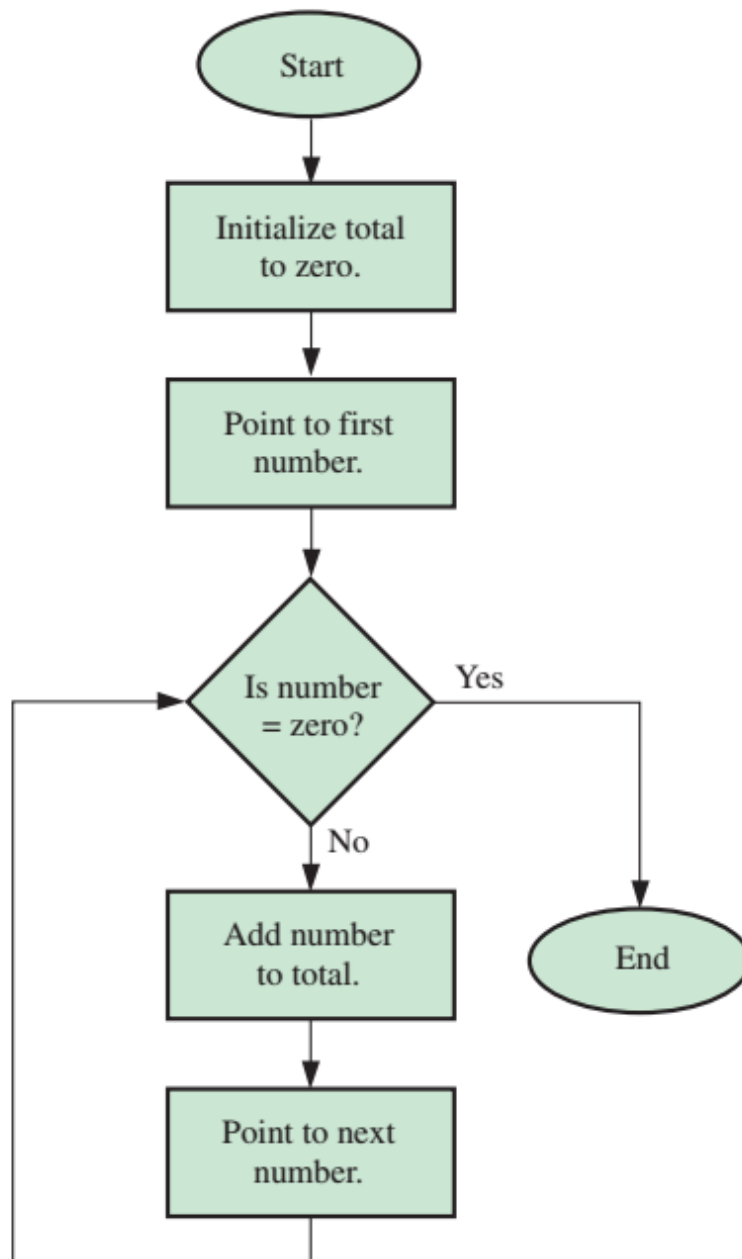 Start
Initialize total
to zero.
Point to first
number.
Is number
= zero?
Yes
No
Add number
to total.
End
Point to next
number.